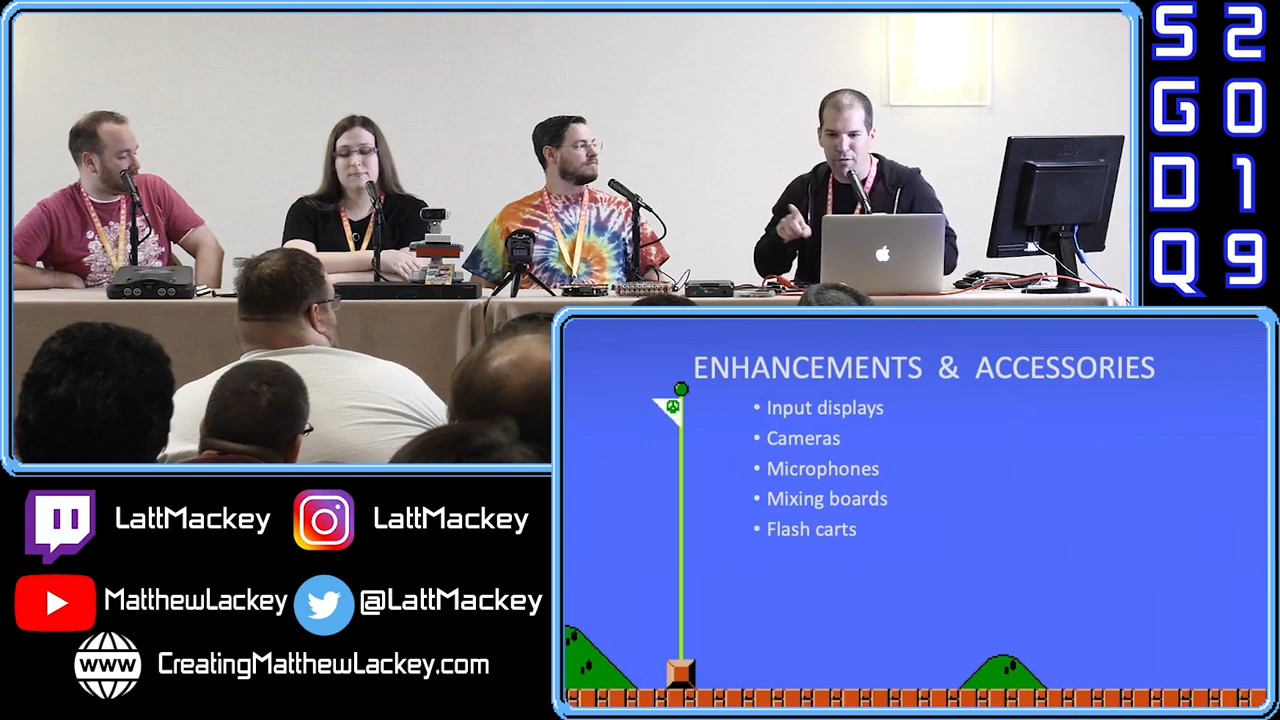 S 2
G 0
D 1
Q 9
ENHANCEMENTS & ACCESSORIES
• Input displays
• Cameras
• Microphones
• Mixing boards
• Flash carts
LattMackey
LattMackey
MatthewLackey
@LattMackey
www
CreatingMatthewLackey.com